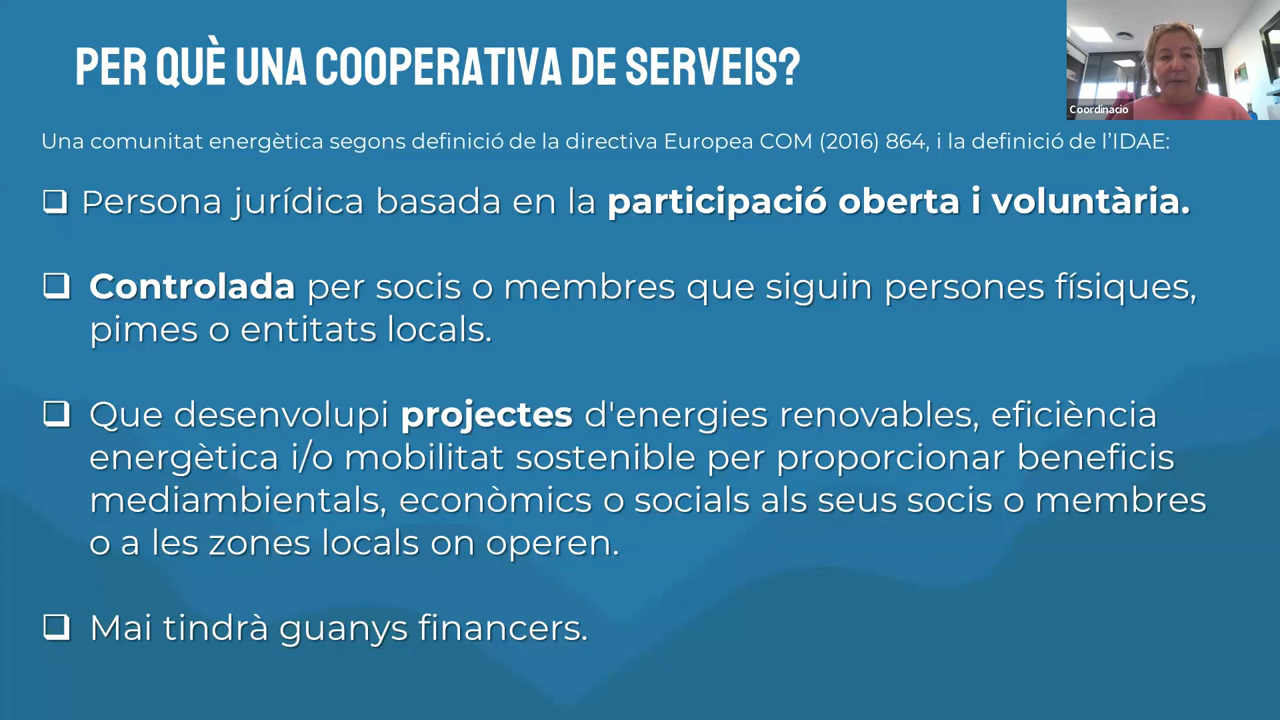 PER QUÈ UNA COOPERATIVA DE SERVEIS?
Coordinacio
Una comunitat energètica segons definició de la directiva Europea COM (2016) 864, i la definició de l'IDAE:
❑ Persona jurídica basada en la participació oberta i voluntària.
❑ Controlada per socis o membres que siguin persones físiques,
pimes o entitats locals.
❑ Que desenvolupi projectes d'energies renovables, eficiència
energètica i/o mobilitat sostenible per proporcionar beneficis
mediambientals, econòmics o socials als seus socis o membres
o a les zones locals on operen.
❑ Mai tindrà guanys financers.